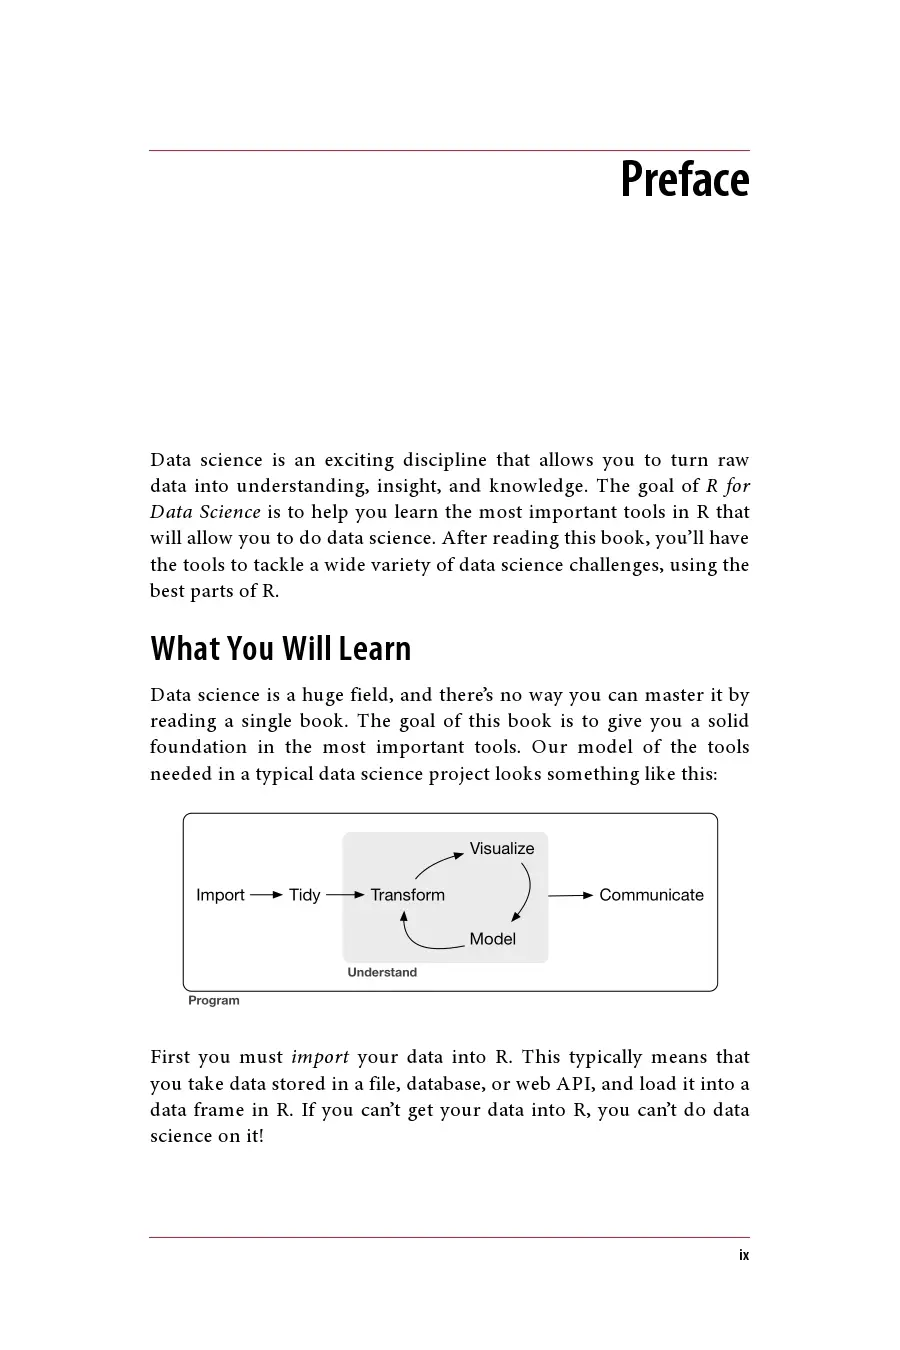 Preface
Data science is an exciting discipline that allows you to turn raw
data into understanding, insight, and knowledge. The goal of R for
Data Science is to help you learn the most important tools in R that
will allow you to do data science. After reading this book, you’ll have
the tools to tackle a wide variety of data science challenges, using the
best parts of R.
What You Will Learn
Data science is a huge field, and there’s no way you can master it by
reading a single book. The goal of this book is to give you a solid
foundation in the most important tools. Our model of the tools
needed in a typical data science project looks something like this:
Visualize
Import
Tidy
Transform
Communicate
Model
Understand
Program
First you must import your data into R. This typically means that
you take data stored in a file, database, or web API, and load it into a
data frame in R. If you can’t get your data into R, you can’t do data
science on it!
ix